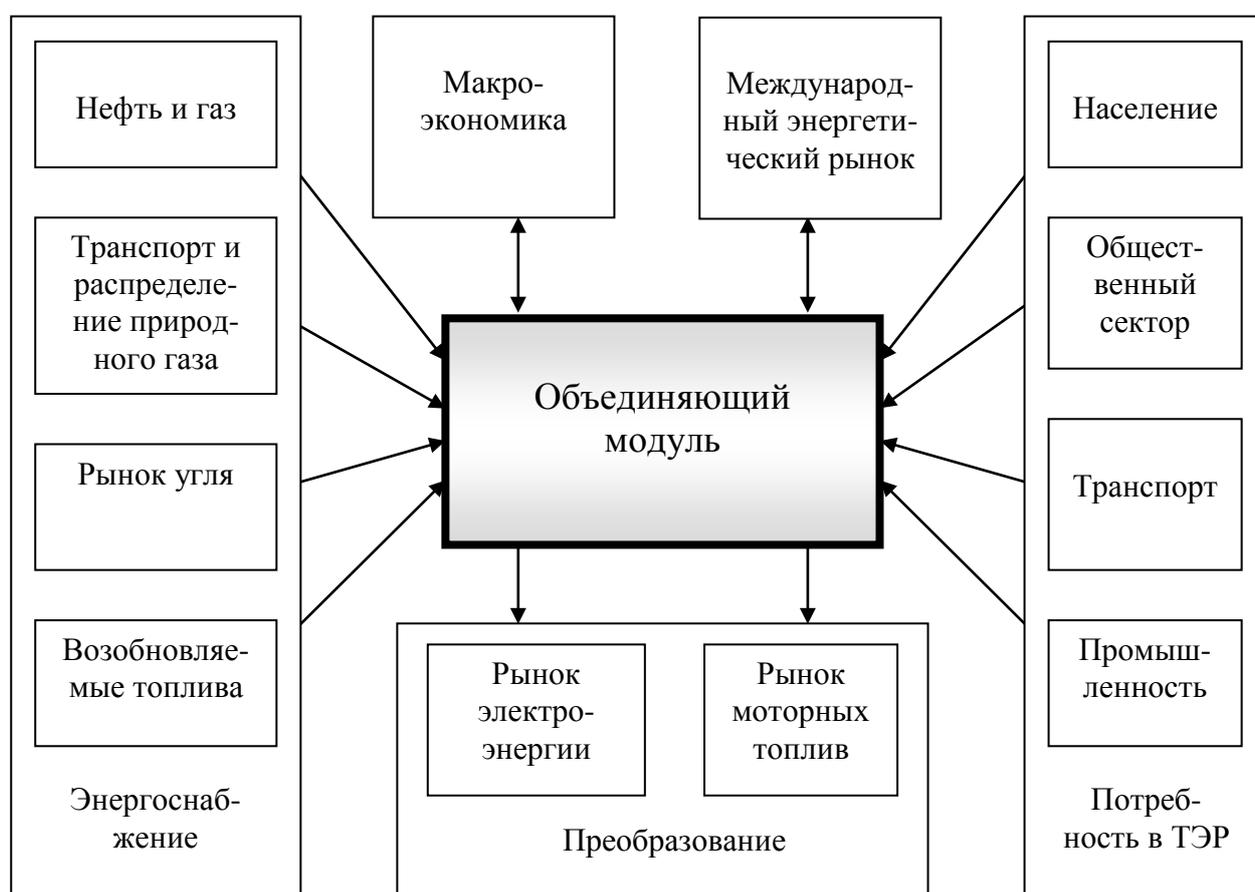 Нефть и газ
Транспорт и
распределе-
ние природ-
ного газа
Рынок угля
Возобновляе-
мые топлива
Энергоснаб-
жение
Макро-
экономика
Международ-
ный энергети-
ческий рынок
Объединяющий
модуль
Рынок
электро-
энергии
Рынок
моторных
топлив
Преобразование
Население
Общест-
венный
сектор
Транспорт
Промыш-
ленность
Потреб-
ность в ТЭР